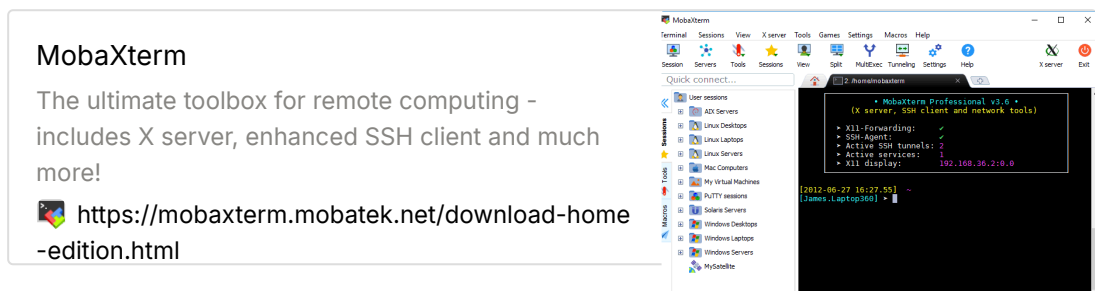 MobaXterm
The ultimate toolbox for remote computing -
includes X server, enhanced SSH client and much
more!
https://mobaxterm.mobatek.net/download-home
-edition.html
MobaXterm
Terminal Sessions View X server Tools Games Settings Macros Help
Session Servers Tools Sessions View Split MultiExec Tunneling Settings Help X server Exit
Quick connect...
2. /home/mobaxterm
User sessions
AIX Servers
Linux Desktops
Linux Laptops
Linux Servers
Mac Computers
My Virtual Machines
PuTTY sessions
Solaris Servers
Windows Desktops
Windows Laptops
Windows Servers
MySatellite
Sessions
Tools
Macros
• MobaXterm Professional v3.6 •
(X server, SSH client and network tools)
➤ X11-Forwarding: ✔
➤ SSH-Agent: ✔
➤ Active SSH tunnels: 2
➤ Active services: 1
➤ X11 display: 192.168.36.2:0.0
[2012-06-27 16:27.55] ~
[James.Laptop360] ➤